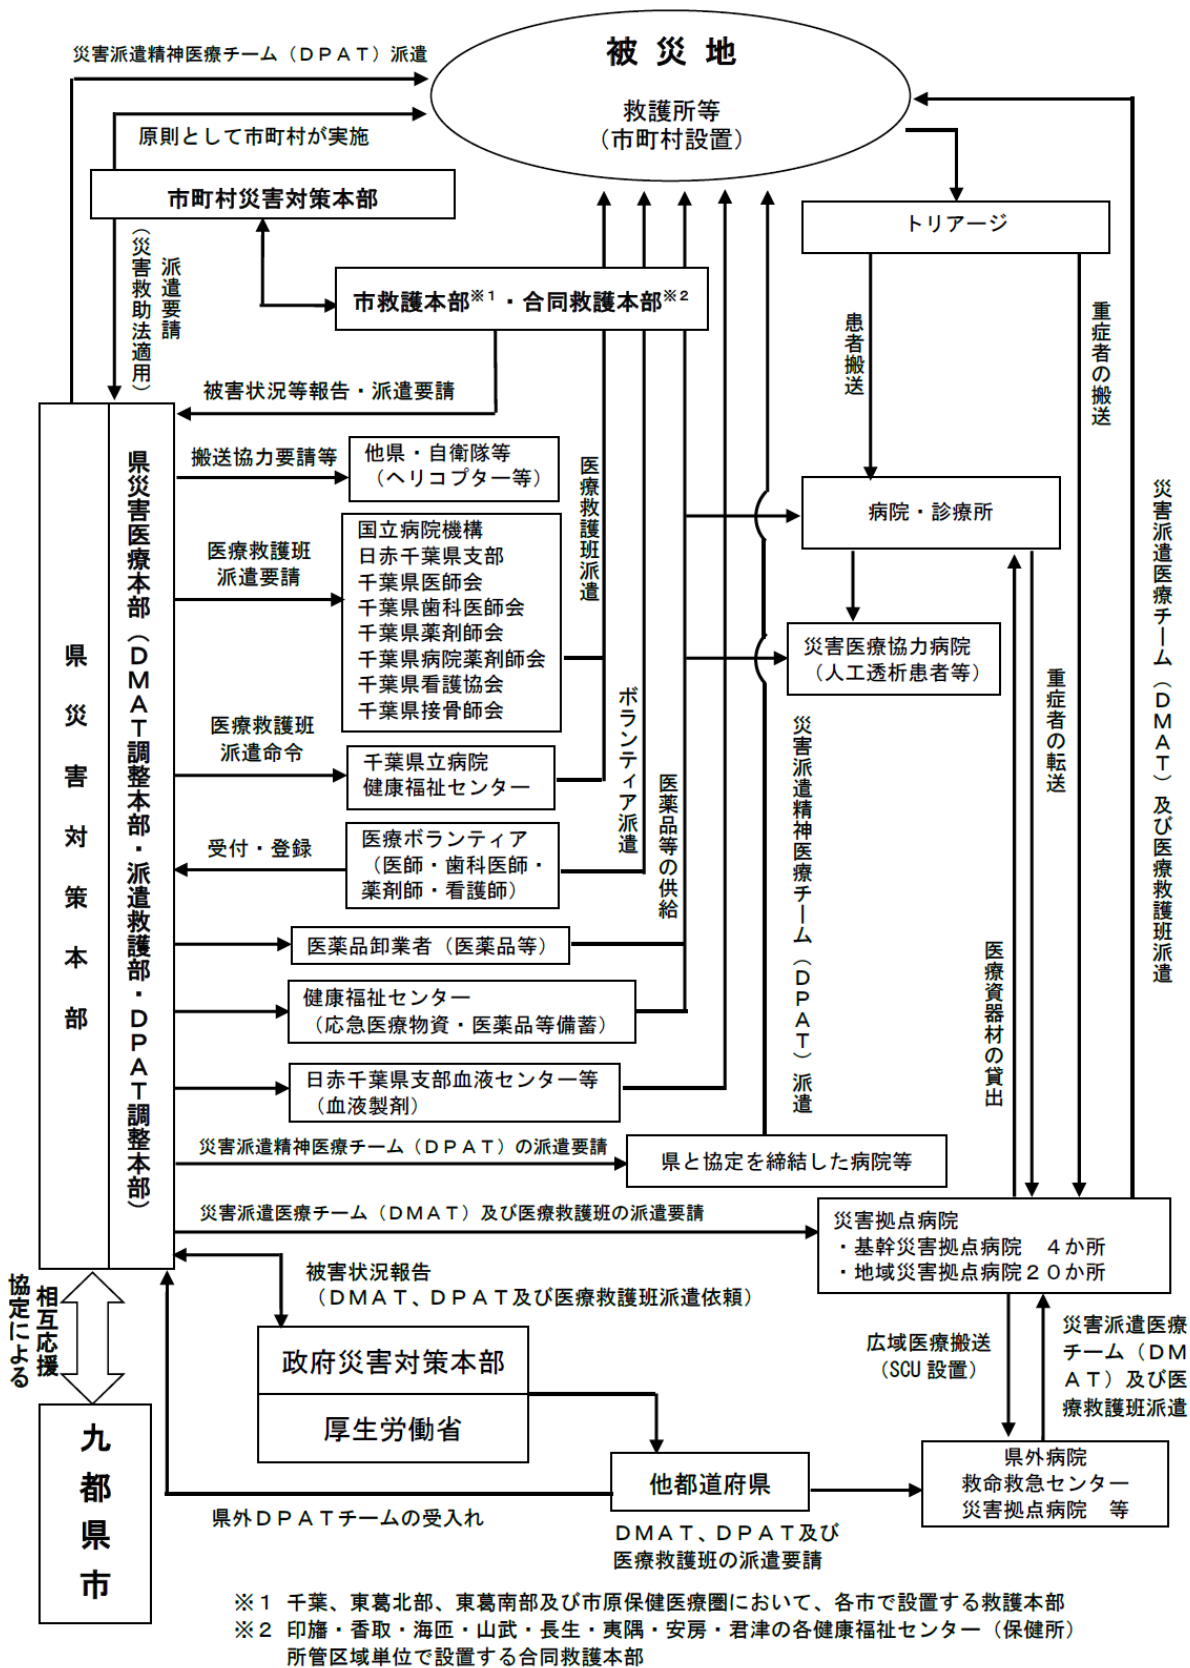 災害派遣精神医療チーム（ＤＰＡＴ）派遣
被 災 地
救護所等
（市町村設置）
原則として市町村が実施
市町村災害対策本部
トリアージ
派遣要請
（災害救助法適用）
市救護本部※１・合同救護本部※２
患者搬送
重症者の搬送
被害状況等報告・派遣要請
搬送協力要請等
他県・自衛隊等
（ヘリコプター等）
医療救護班派遣
病院・診療所
災害派遣医療チーム（ＤＭＡＴ）及び医療救護班派遣
県災害対策本部
県災害医療本部（ＤＭＡＴ調整本部・派遣救護部・ＤＰＡＴ調整本部）
医療救護班
派遣要請
国立病院機構
日赤千葉県支部
千葉県医師会
千葉県歯科医師会
千葉県薬剤師会
千葉県病院薬剤師会
千葉県看護協会
千葉県接骨師会
災害医療協力病院
（人工透析患者等）
重症者の転送
ボランティア派遣
医療救護班
派遣命令
千葉県立病院
健康福祉センター
医薬品等の供給
災害派遣精神医療チーム（ＤＰＡＴ）派遣
受付・登録
医療ボランティア
（医師・歯科医師・
薬剤師・看護師）
医薬品卸業者（医薬品等）
医療資器材の貸出
健康福祉センター
（応急医療物資・医薬品等備蓄）
日赤千葉県支部血液センター等
（血液製剤）
災害派遣精神医療チーム（ＤＰＡＴ）の派遣要請
県と協定を締結した病院等
災害派遣医療チーム（ＤＭＡＴ）及び医療救護班の派遣要請
災害拠点病院
・基幹災害拠点病院　４か所
・地域災害拠点病院２０か所
被害状況報告
（ＤＭＡＴ、ＤＰＡＴ及び医療救護班派遣依頼）
相互応援
協定による
政府災害対策本部
厚生労働省
広域医療搬送
（SCU 設置）
災害派遣医療
チーム（ＤＭ
ＡＴ）及び医
療救護班派遣
九都県市
他都道府県
県外病院
救命救急センター
災害拠点病院　等
県外ＤＰＡＴチームの受入れ
ＤＭＡＴ、ＤＰＡＴ及び
医療救護班の派遣要請
※１ 千葉、東葛北部、東葛南部及び市原保健医療圏において、各市で設置する救護本部
※２ 印旛・香取・海匝・山武・長生・夷隅・安房・君津の各健康福祉センター（保健所）
所管区域単位で設置する合同救護本部